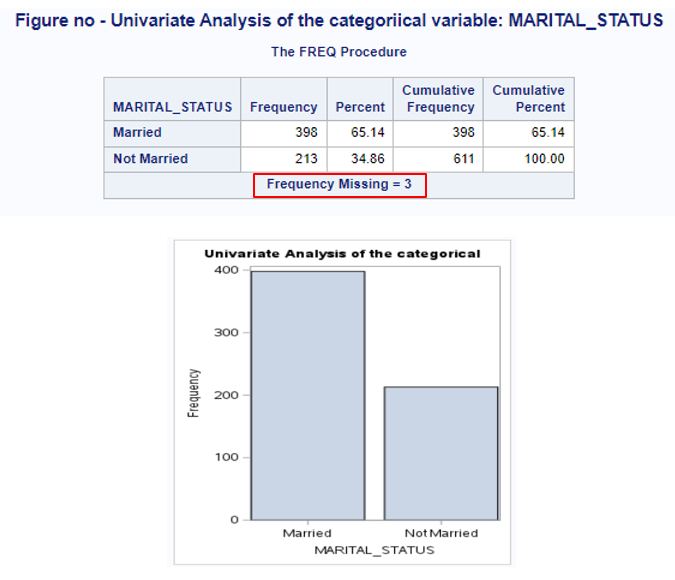 Figure no - Univariate Analysis of the categoriical variable: MARITAL_STATUS
The FREQ Procedure
MARITAL_STATUS Frequency Percent Cumulative Frequency Cumulative Percent
Married 398 65.14 398 65.14
Not Married 213 34.86 611 100.00
Frequency Missing = 3
Univariate Analysis of the categorical
400
300
200
100
0
Frequency
Married Not Married
MARITAL_STATUS